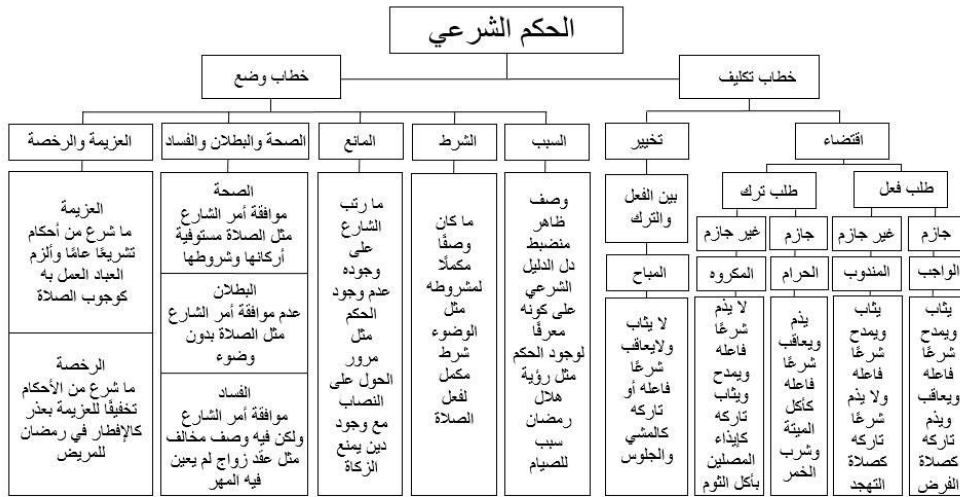 الحكم الشرعي
خطاب تكليف
خطاب وضع
اقتضاء
تخيير
السبب
الشرط
المانع
الصحة والبطلان والفساد
العزيمة والرخصة
طلب فعل
طلب ترك
بين الفعل
والترك
جازم
غير جازم
جازم
غير جازم
الواجب
المندوب
الحرام
المكروه
المباح
يثاب
ويمدح
شرعًا
فاعله
ويعاقب
ويذم
تاركه
كصلاة
الفرض
يثاب
ويمدح
شرعًا
فاعله
ولا يذم
شرعًا
تاركه
كصلاة
التهجد
يذم
ويعاقب
شرعًا
فاعله
كأكل
الميتة
وشرب
الخمر
لا يذم
شرعًا
فاعله
ويمدح
ويثاب
تاركه
كإيذاء
المصلين
بأكل الثوم
لا يثاب
ولايعاقب
شرعًا
فاعله أو
تاركه
كالمشي
والجلوس
وصف
ظاهر
منضبط
دل الدليل
الشرعي
على كونه
معرفًا
لوجود الحكم
مثل رؤية
هلال
رمضان
سبب
للصيام
ما كان
وصفًا
مكملًا
لمشروطه
مثل
الوضوء
شرط
مكمل
لفعل
الصلاة
ما رتب
الشارع
على
وجوده
عدم وجود
الحكم
مثل
مرور
الحول على
النصاب
مع وجود
دين يمنع
الزكاة
الصحة
موافقة أمر الشارع
مثل الصلاة مستوفية
أركانها وشروطها
البطلان
عدم موافقة أمر الشارع
مثل الصلاة بدون
وضوء
الفساد
موافقة أمر الشارع
ولكن فيه وصف مخالف
مثل عقد زواج لم يعين
فيه المهر
العزيمة
ما شرع من أحكام
تشريعًا عامًا وألزم
العباد العمل به
كوجوب الصلاة
الرخصة
ما شرع من الأحكام
تخفيفًا للعزيمة بعذر
كالإفطار في رمضان
للمريض